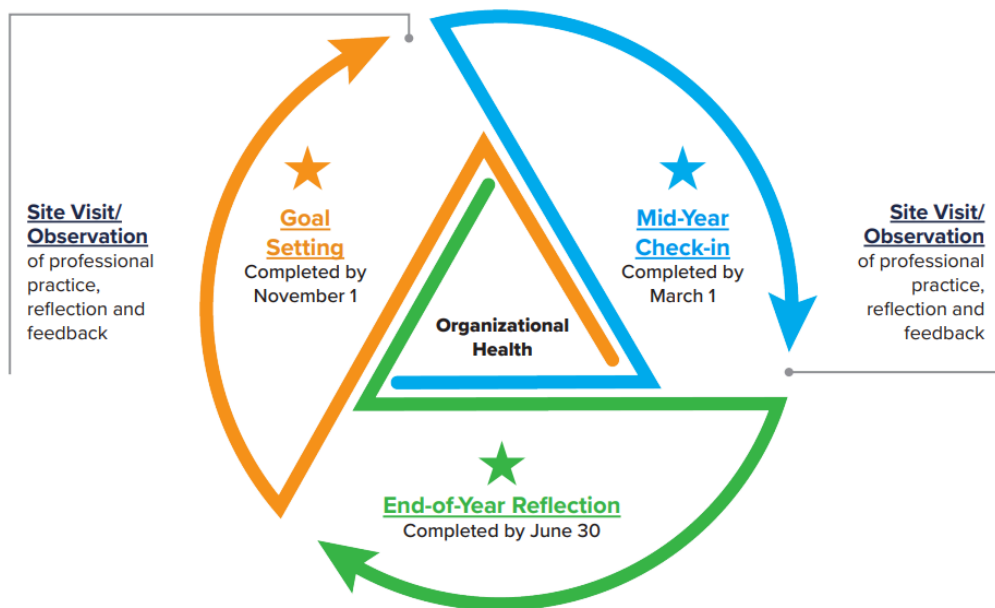 Site Visit/
Observation
of professional
practice,
reflection and
feedback
Goal
Setting
Completed by
November 1
Organizational
Health
Mid-Year
Check-in
Completed by
March 1
Site Visit/
Observation
of professional
practice,
reflection and
feedback
End-of-Year Reflection
Completed by June 30